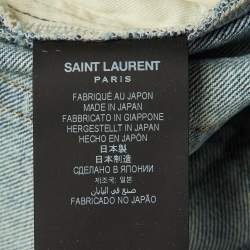 SAINT LAURENT
PARIS
FABRIQUÉ AU JAPON
MADE IN JAPAN
FABBRICATO IN GIAPPONE
HERGESTELLT IN JAPAN
HECHO EN JAPÓN
日本製
日本制造
СДЕЛАНО В ЯПОНИИ
제조국: 일본
صنع في اليابان
FABRICADO NO JAPÃO